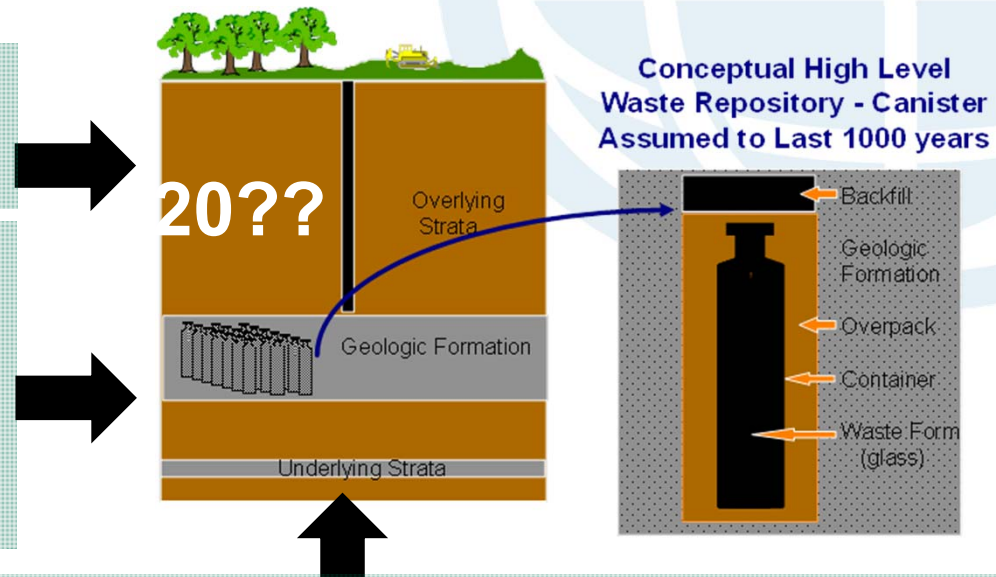 Conceptual High Level
Waste Repository - Canister
Assumed to Last 1000 years
20??
Overlying
Strata
Geologic Formation
Underlying Strata
Backfill
Geologic
Formation
Overpack
Container
Waste Form
(glass)